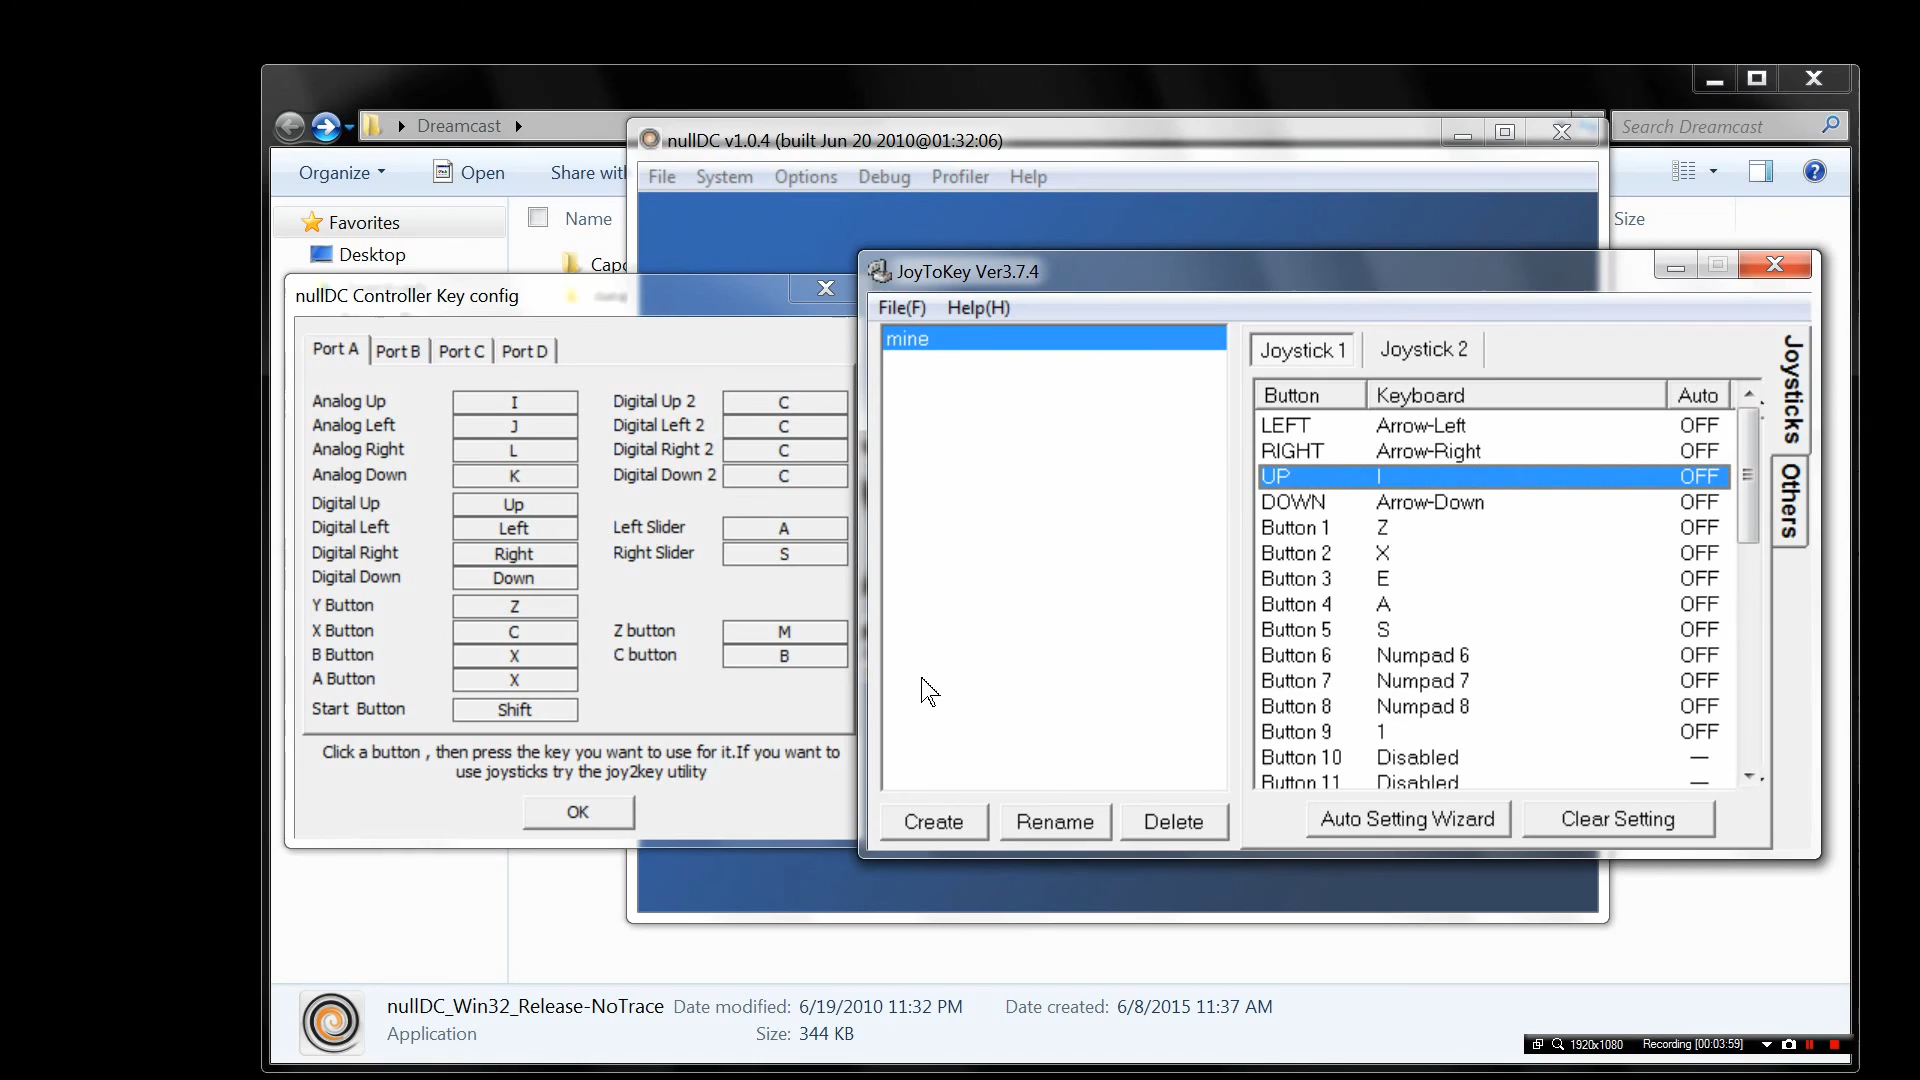 Dreamcast
Search Dreamcast
Organize
Open
Share with
Name
Size
Favorites
Desktop
nullDC v1.0.4 (built Jun 20 2010@01:32:06)
File System Options Debug Profiler Help
nullDC Controller Key config
Port A Port B Port C Port D
Analog Up I Digital Up 2 C
Analog Left J Digital Left 2 C
Analog Right L Digital Right 2 C
Analog Down K Digital Down 2 C
Digital Up Up
Digital Left Left Left Slider A
Digital Right Right Right Slider S
Digital Down Down
Y Button Z
X Button C Z button M
B Button X C button B
A Button X
Start Button Shift
Click a button , then press the key you want to use for it.If you want to
use joysticks try the joy2key utility
OK
JoyToKey Ver3.7.4
File(F) Help(H)
mine
Joystick 1 Joystick 2
Joysticks
Others
Button Keyboard Auto
LEFT Arrow-Left OFF
RIGHT Arrow-Right OFF
UP I OFF
DOWN Arrow-Down OFF
Button 1 Z OFF
Button 2 X OFF
Button 3 E OFF
Button 4 A OFF
Button 5 S OFF
Button 6 Numpad 6 OFF
Button 7 Numpad 7 OFF
Button 8 Numpad 8 OFF
Button 9 1 OFF
Button 10 Disabled —
Button 11 Disabled —
Create Rename Delete
Auto Setting Wizard Clear Setting
nullDC_Win32_Release-NoTrace Date modified: 6/19/2010 11:32 PM Date created: 6/8/2015 11:37 AM
Application Size: 344 KB
1920x1080 Recording [00:03:59]